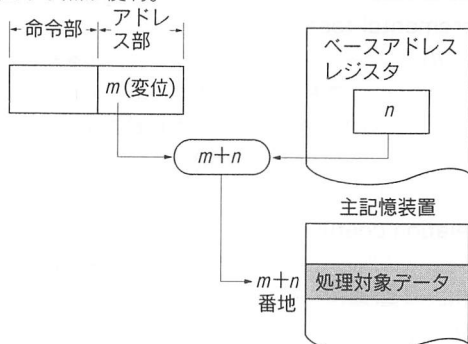 命令部
アドレ
ス部
m(変位)
ベースアドレス
レジスタ
n
m+n
主記憶装置
m+n
番地
処理対象データ